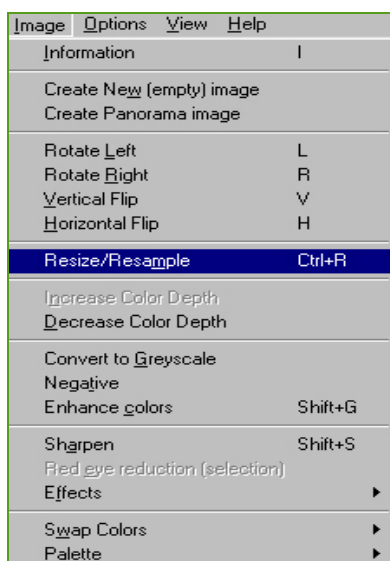 Image Options View Help
Information I
Create New (empty) image
Create Panorama image
Rotate Left L
Rotate Right R
Vertical Flip V
Horizontal Flip H
Resize/Resample Ctrl+R
Increase Color Depth
Decrease Color Depth
Convert to Greyscale
Negative
Enhance colors Shift+G
Sharpen Shift+S
Red eye reduction (selection)
Effects
Swap Colors
Palette